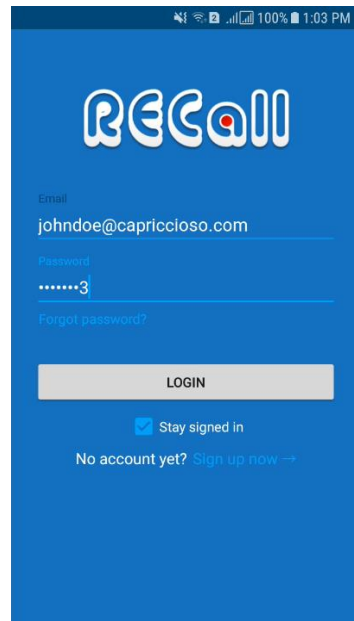 2 100% 1:03 PM
RECall
Email
johndoe@capriccioso.com
Password
•••••••3
Forgot password?
LOGIN
Stay signed in
No account yet? Sign up now →